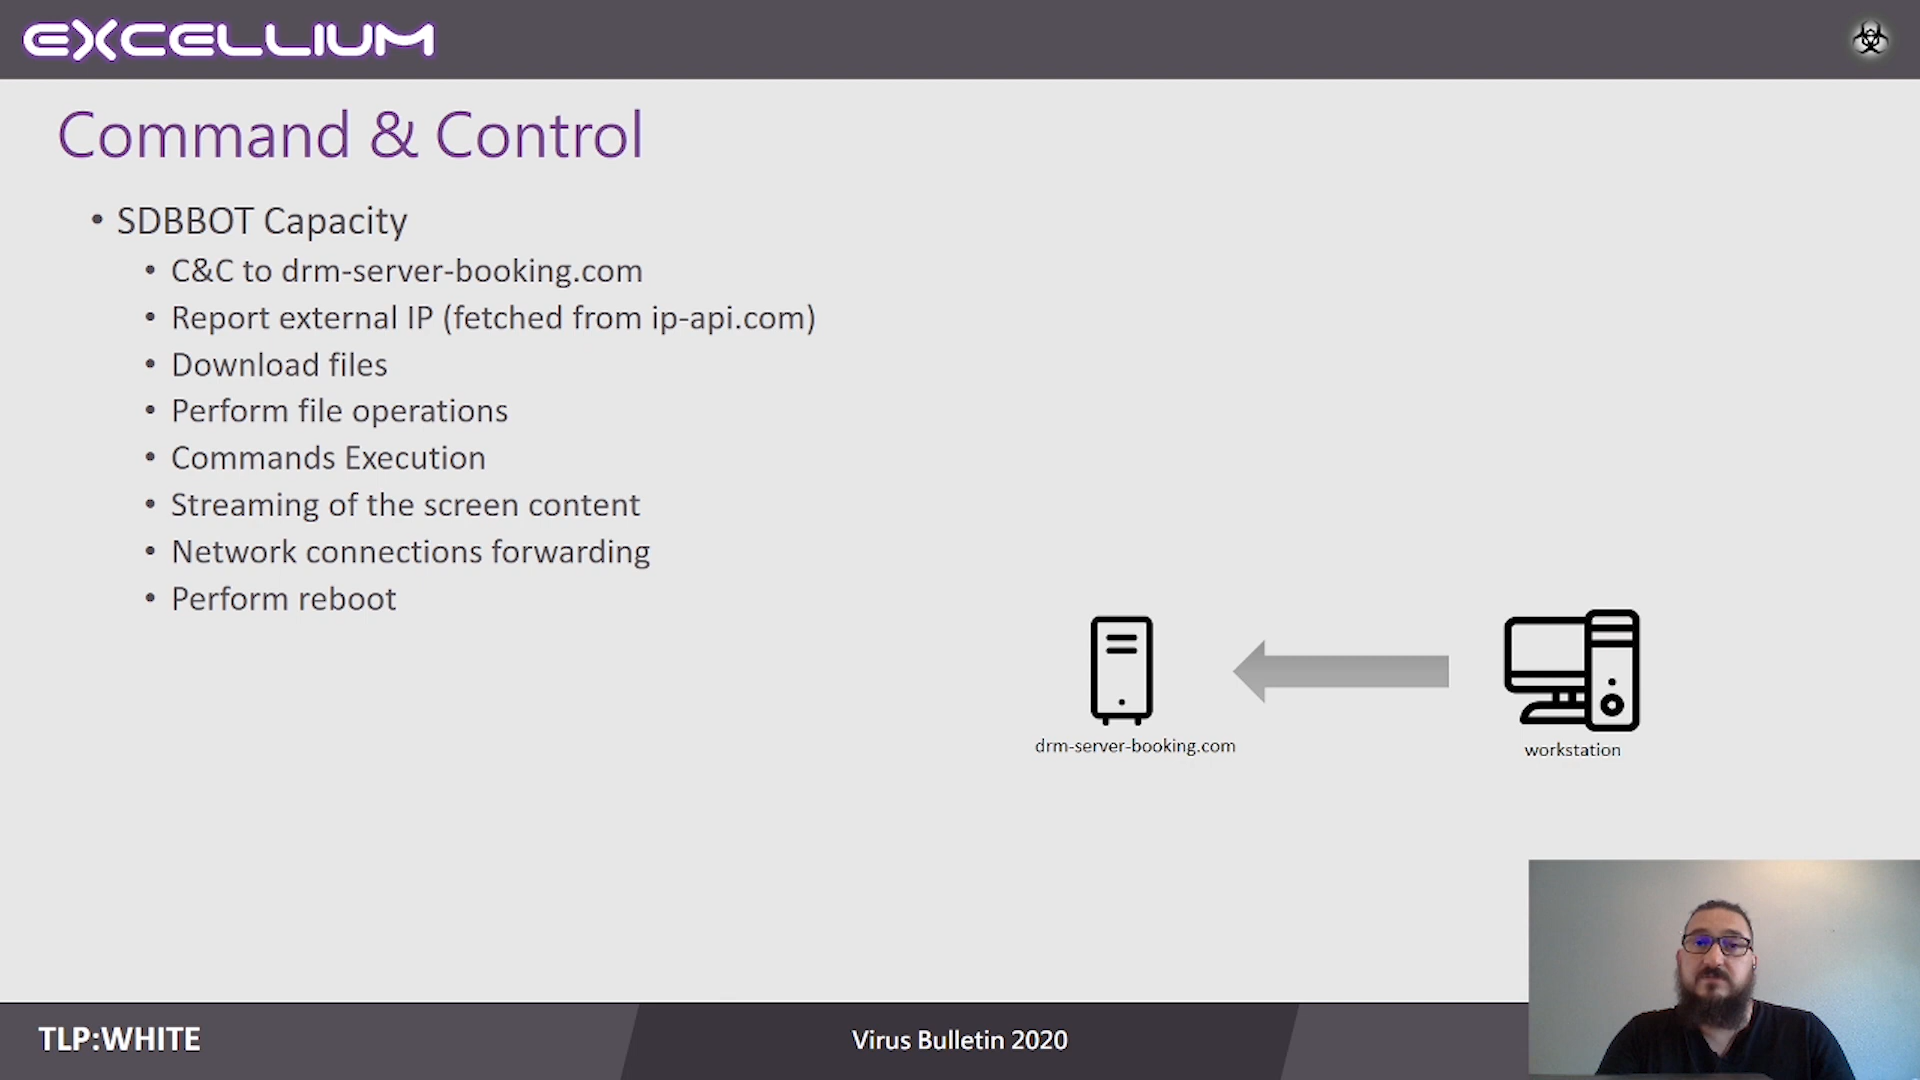 EXCELLIUM
Command & Control
• SDBBOT Capacity
• C&C to drm-server-booking.com
• Report external IP (fetched from ip-api.com)
• Download files
• Perform file operations
• Commands Execution
• Streaming of the screen content
• Network connections forwarding
• Perform reboot
drm-server-booking.com
workstation
TLP:WHITE
Virus Bulletin 2020